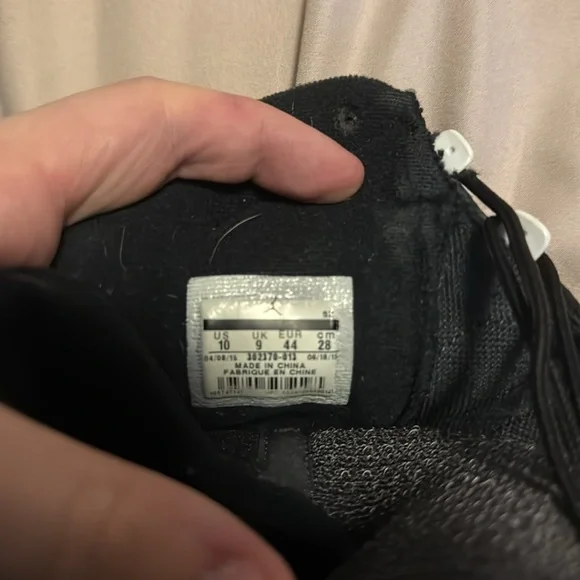 US UK EUR cm
10 9 44 28
04/08/15 302370-013 06/18/15
MADE IN CHINA
FABRIQUE EN CHINE